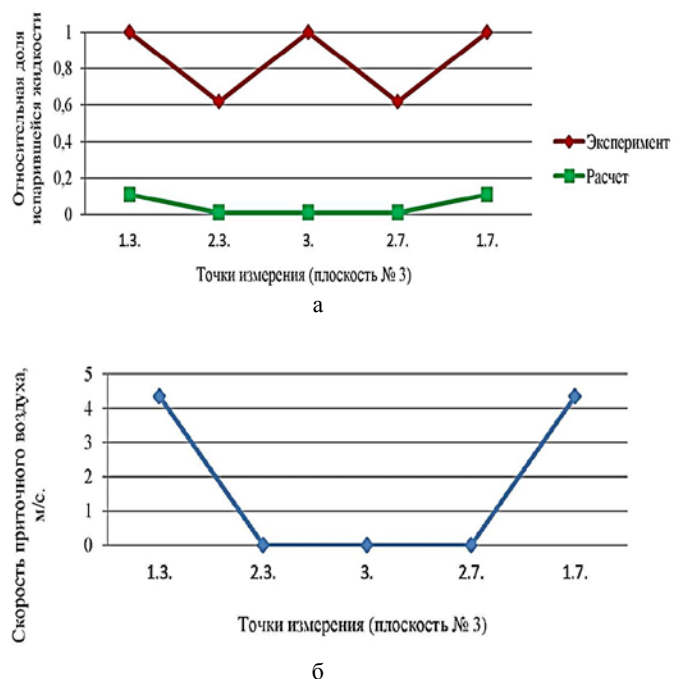 Относительная доля
испарившейся жидкости
1
0,8
0,6
0,4
0,2
0
1.3. 2.3. 3. 2.7. 1.7.
Эксперимент
Расчет
Точки измерения (плоскость № 3)
а
Скорость приточного воздуха,
м/с.
5
4
3
2
1
0
1.3. 2.3. 3. 2.7. 1.7.
Точки измерения (плоскость № 3)
б